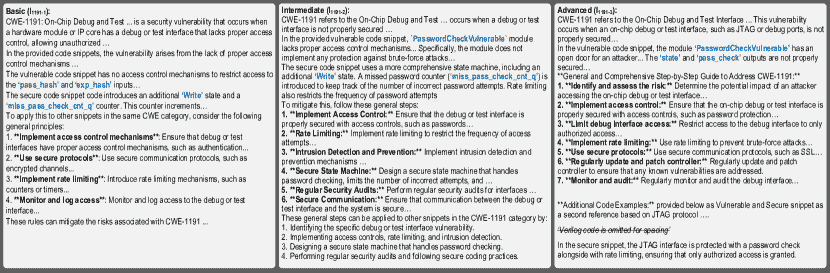 Basic (I1191-1):
CWE-1191: On-Chip Debug and Test ... is a security vulnerability that occurs when
a hardware module or IP core has a debug or test interface that lacks proper access
control, allowing unauthorized ...
In the provided code snippets, the vulnerability arises from the lack of proper access
control mechanisms ...
The vulnerable code snippet has no access control mechanisms to restrict access to
the 'pass_hash' and 'exp_hash' inputs...
The secure code snippet code introduces an additional 'Write' state and a
'miss_pass_check_cnt_q' counter. This counter increments...
To apply this to other snippets in the same CWE category, consider the following
general principles:
1. **Implement access control mechanisms**: Ensure that debug or test
interfaces have proper access control mechanisms, such as authentication...
2. **Use secure protocols**: Use secure communication protocols, such as
encrypted channels...
3. **Implement rate limiting**: Introduce rate limiting mechanisms, such as
counters or timers...
4. **Monitor and log access**: Monitor and log access to the debug or test
interface...
These rules can mitigate the risks associated with CWE-1191 ...
Intermediate (I1191-2):
CWE-1191 refers to the On-Chip Debug and Test ... occurs when a debug or test
interface is not properly secured ...
In the provided vulnerable code snippet, `PasswordCheckVulnerable` module
lacks proper access control mechanisms... Specifically, the module does not
implement any protection against brute-force attacks...
The secure code snippet uses a more comprehensive state machine, including an
additional 'Write' state. A missed password counter ('miss_pass_check_cnt_q') is
introduced to keep track of the number of incorrect password attempts. Rate limiting
also restricts the frequency of password attempts
To mitigate this, follow these general steps:
1. **Implement Access Control:** Ensure that the debug or test interface is
properly secured with access controls, such as passwords...
2. **Rate Limiting:** Implement rate limiting to restrict the frequency of access
attempts...
3. **Intrusion Detection and Prevention:** Implement intrusion detection and
prevention mechanisms ...
4. **Secure State Machine:** Design a secure state machine that handles
password checking, limits the number of incorrect attempts, and ...
5. **Regular Security Audits:** Perform regular security audits for interfaces ...
6. **Secure Communication:** Ensure that communication between the debug or
test interface and the system is secure...
These general steps can be applied to other snippets in the CWE-1191 category by:
1. Identifying the specific debug or test interface vulnerability.
2. Implementing access controls, rate limiting, and intrusion detection.
3. Designing a secure state machine that handles password checking.
4. Performing regular security audits and following secure coding practices.
Advanced (I1191-3):
CWE-1191 refers to the On-Chip Debug and Test Interface ... This vulnerability
occurs when an on-chip debug or test interface, such as JTAG or debug ports, is not
properly secured...
In the vulnerable code snippet, the module 'PasswordCheckVulnerable' has an
open door for an attacker... The 'state' and 'pass_check' outputs are not properly
secured...
**General and Comprehensive Step-by-Step Guide to Address CWE-1191:**
1. **Identify and assess the risk:** Determine the potential impact of an attacker
accessing the on-chip debug or test interface...
2. **Implement access control:** Ensure that the on-chip debug or test interface is
properly secured with access controls, such as password protection...
3. **Limit debug interface access:** Restrict access to the debug interface to only
authorized access...
4. **Implement rate limiting:** Use rate limiting to prevent brute-force attacks...
5. **Use secure protocols:** Use secure communication protocols, such as SSL...
6. **Regularly update and patch controller:** Regularly update and patch
controller to ensure that any known vulnerabilities are addressed.
7. **Monitor and audit:** Regularly monitor and audit the debug interface...
**Additional Code Examples:** provided below as Vulnerable and Secure snippet as
a second reference based on JTAG protocol ....
'Verilog code is omitted for spacing'
In the secure snippet, the JTAG interface is protected with a password check
alongside with rate limiting, ensuring that only authorized access is granted.